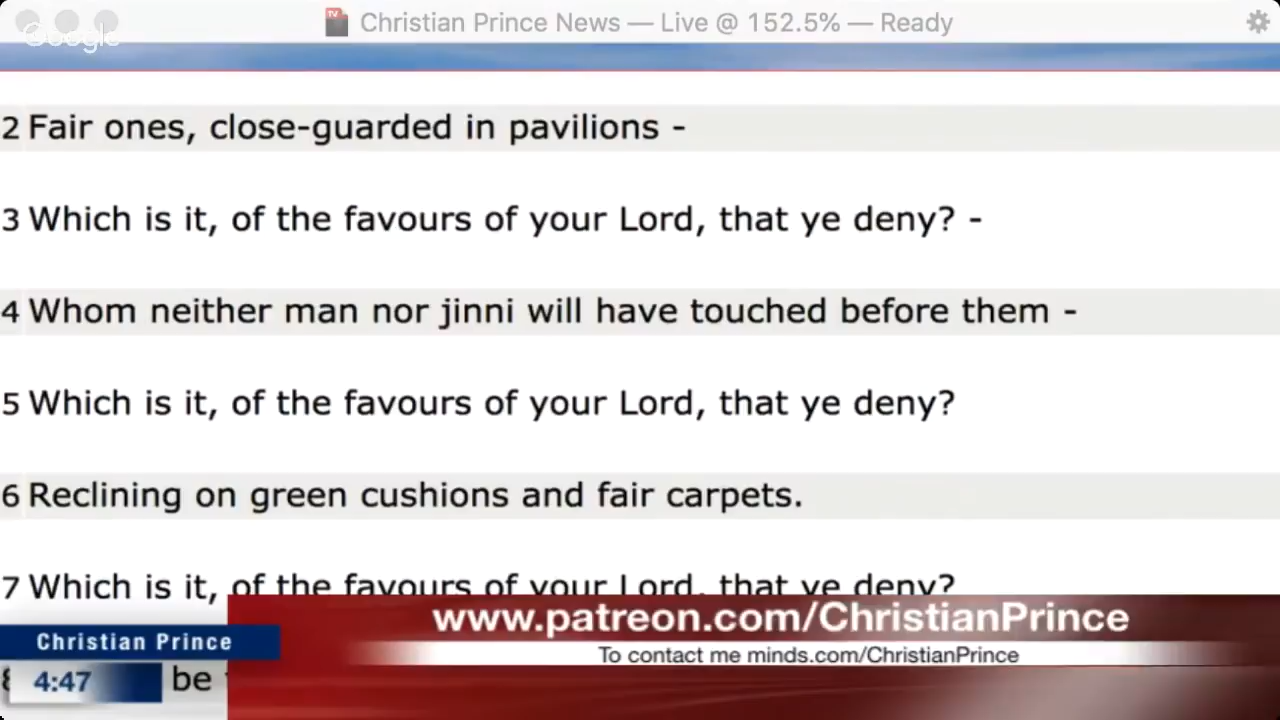 Christian Prince News — Live @ 152.5% — Ready
Google
2 Fair ones, close-guarded in pavilions -
3 Which is it, of the favours of your Lord, that ye deny? -
4 Whom neither man nor jinni will have touched before them -
5 Which is it, of the favours of your Lord, that ye deny?
6 Reclining on green cushions and fair carpets.
7 Which is it, of the favours of your Lord, that ye deny?
www.patreon.com/ChristianPrince
Christian Prince
To contact me minds.com/ChristianPrince
4:47
be